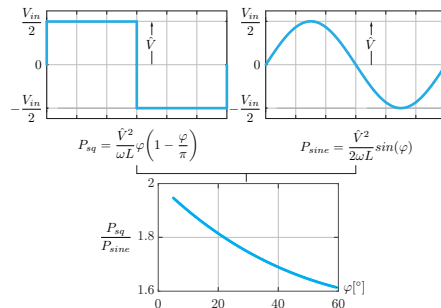 V_in/2
V̂
0
−V_in/2
V_in/2
V̂
0
−V_in/2
P_sq = V̂²/ωL φ(1 − φ/π)
P_sine = V̂²/2ωL sin(φ)
2
P_sq/P_sine
1.8
1.6
φ[°]
0
20
40
60